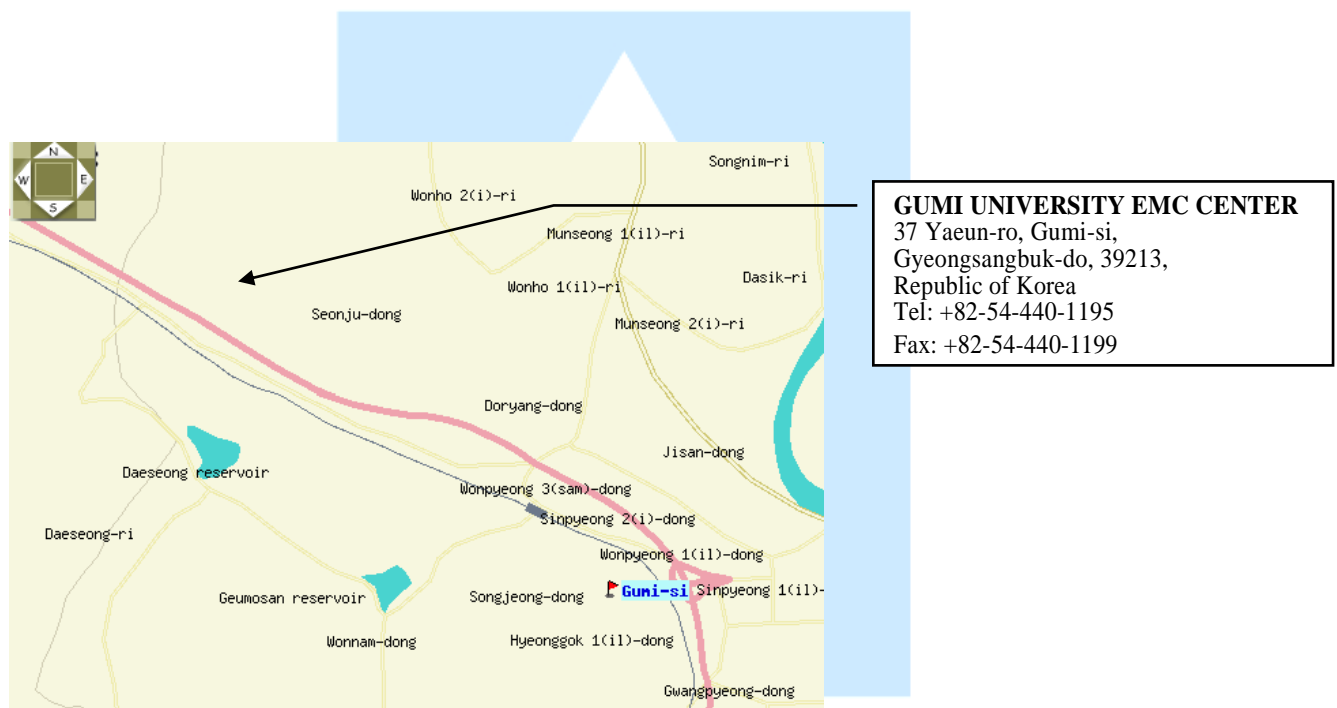 N
W E
S
Songnim-ri
Wonho 2(i)-ri
Munseong 1(il)-ri
Dasik-ri
Wonho 1(il)-ri
Seonju-dong
Munseong 2(i)-ri
Doryang-dong
Jisan-dong
Daeseong reservoir
Wonpyeong 3(sam)-dong
Sinpyeong 2(i)-dong
Daeseong-ri
Wonpyeong 1(il)-dong
Geumosan reservoir
Songjeong-dong
Gumi-si
Sinpyeong 1(il)-
Wonnam-dong
Hyeonggok 1(il)-dong
Gwangpyeong-dong
GUMI UNIVERSITY EMC CENTER
37 Yaeun-ro, Gumi-si,
Gyeongsangbuk-do, 39213,
Republic of Korea
Tel: +82-54-440-1195
Fax: +82-54-440-1199